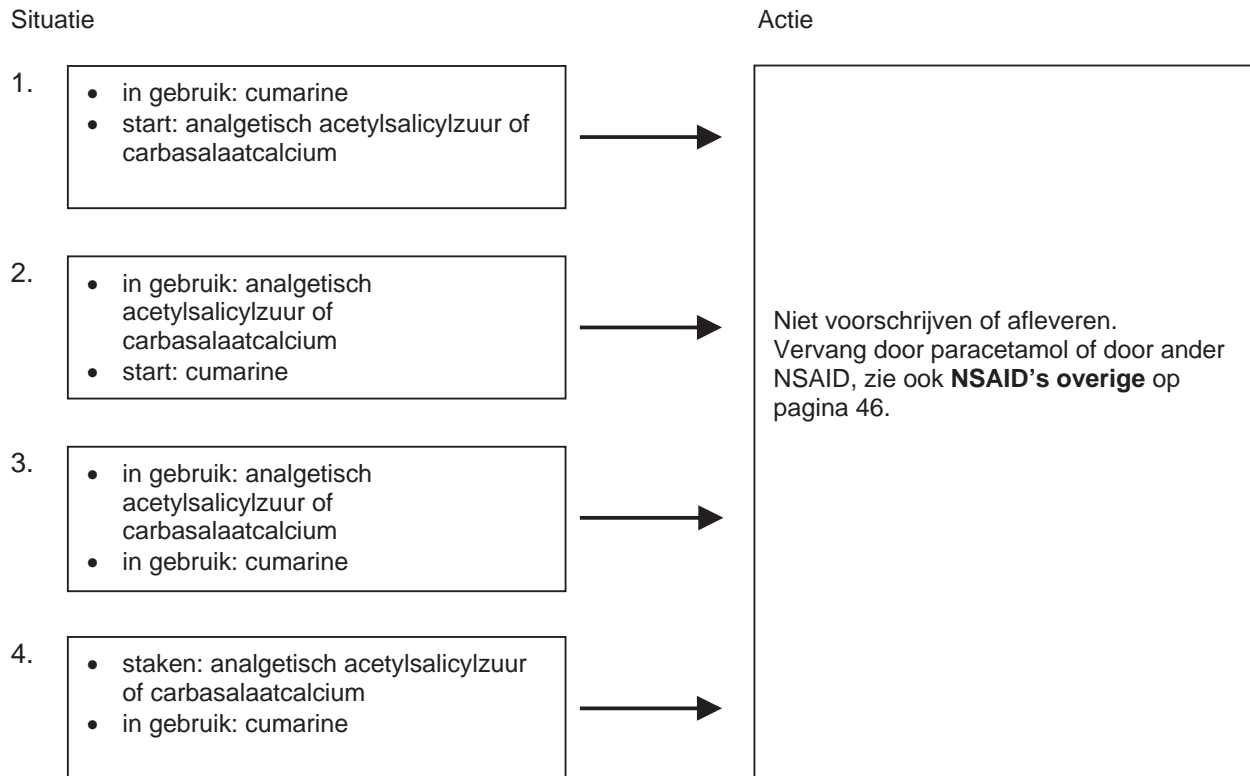 Situatie
Actie
1.
• in gebruik: cumarine
• start: analgetisch acetylsalicylzuur of
carbasalaatcalcium
2.
• in gebruik: analgetisch
acetylsalicylzuur of
carbasalaatcalcium
• start: cumarine
3.
• in gebruik: analgetisch
acetylsalicylzuur of
carbasalaatcalcium
• in gebruik: cumarine
4.
• staken: analgetisch acetylsalicylzuur
of carbasalaatcalcium
• in gebruik: cumarine
Niet voorschrijven of afleveren.
Vervang door paracetamol of door ander
NSAID, zie ook NSAID's overige op
pagina 46.